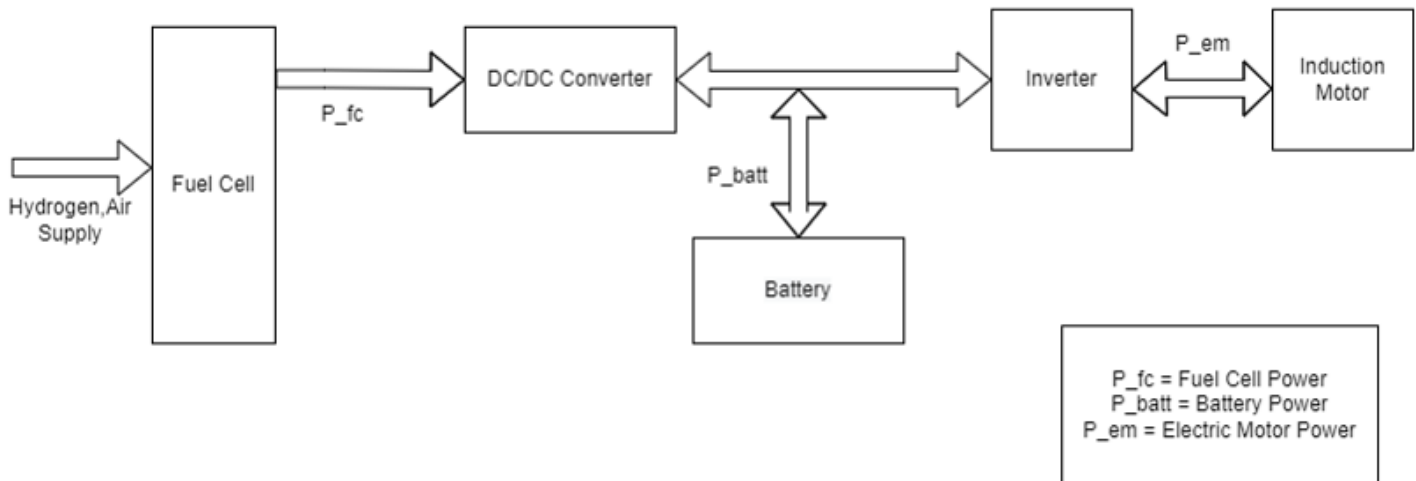 P_em
DC/DC Converter
Inverter
Induction
Motor
P_fc
Fuel Cell
P_batt
Hydrogen,Air
Supply
Battery
P_fc = Fuel Cell Power
P_batt = Battery Power
P_em = Electric Motor Power